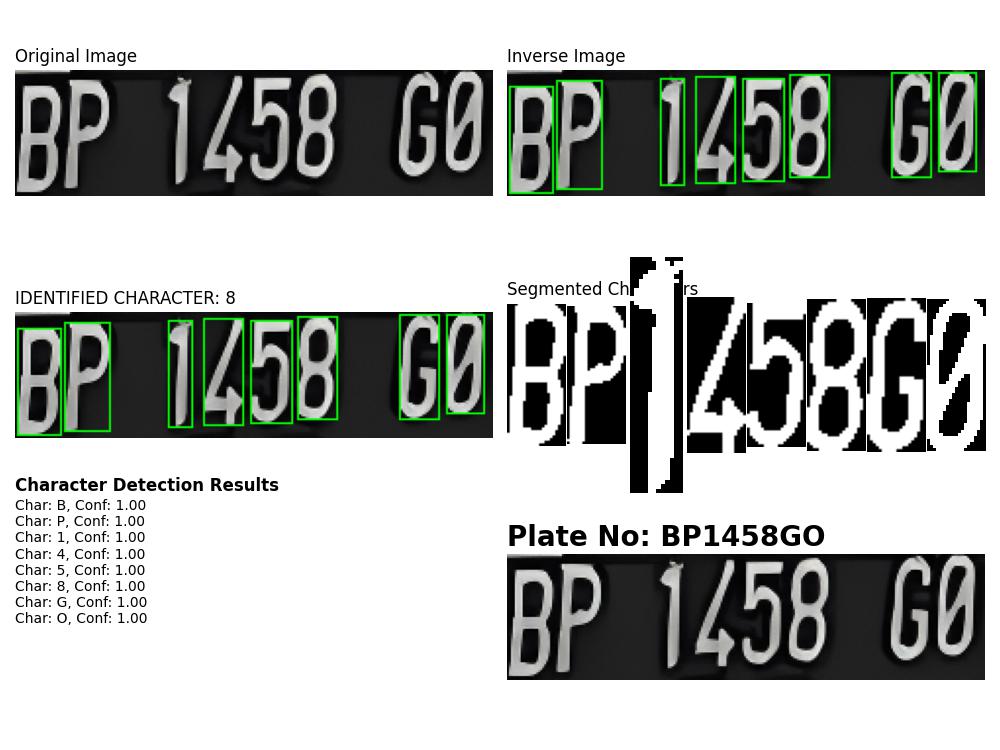 Original Image
BP 1458 G0
Inverse Image
BP 1458 G0
IDENTIFIED CHARACTER: 8
BP 1458 G0
Segmented Ch rs
BP1458G0
Character Detection Results
Char: B, Conf: 1.00
Char: P, Conf: 1.00
Char: 1, Conf: 1.00
Char: 4, Conf: 1.00
Char: 5, Conf: 1.00
Char: 8, Conf: 1.00
Char: G, Conf: 1.00
Char: O, Conf: 1.00
Plate No: BP1458GO
BP 1458 G0